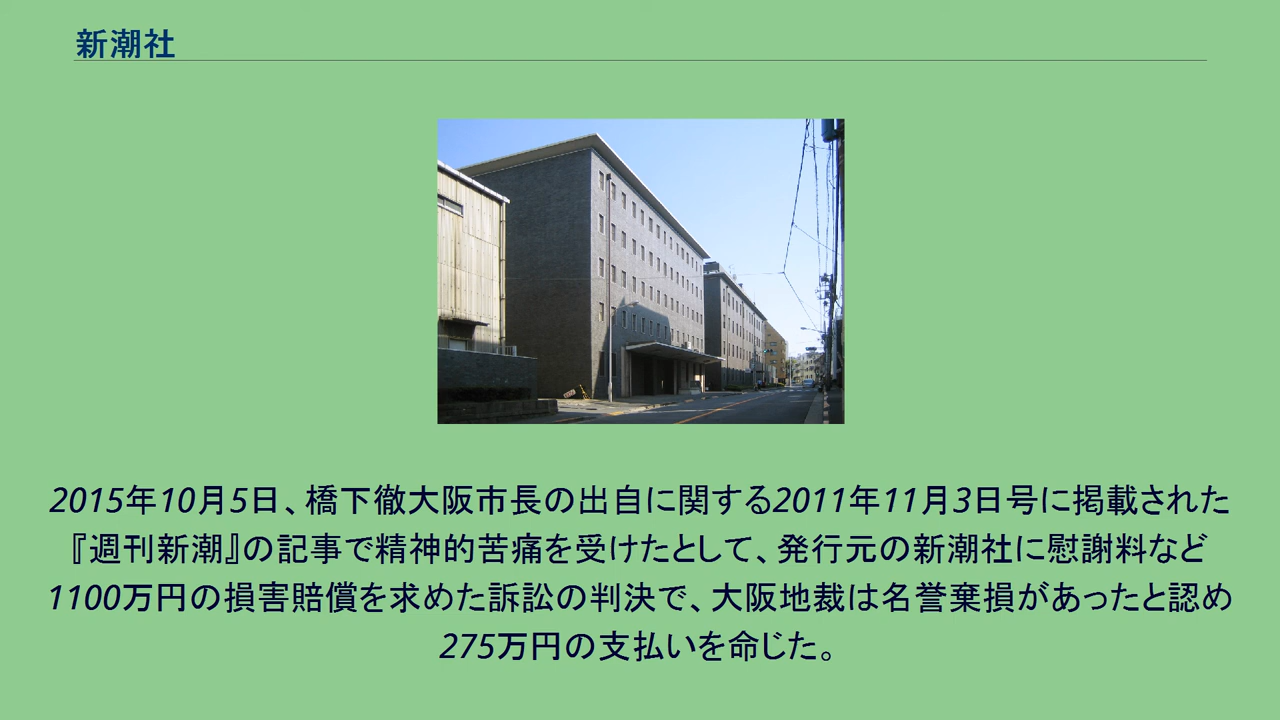 新潮社
2015年10月5日、橋下徹大阪市長の出自に関する2011年11月3日号に掲載された
『週刊新潮』の記事で精神的苦痛を受けたとして、発行元の新潮社に慰謝料など
1100万円の損害賠償を求めた訴訟の判決で、大阪地裁は名誉棄損があったと認め
275万円の支払いを命じた。